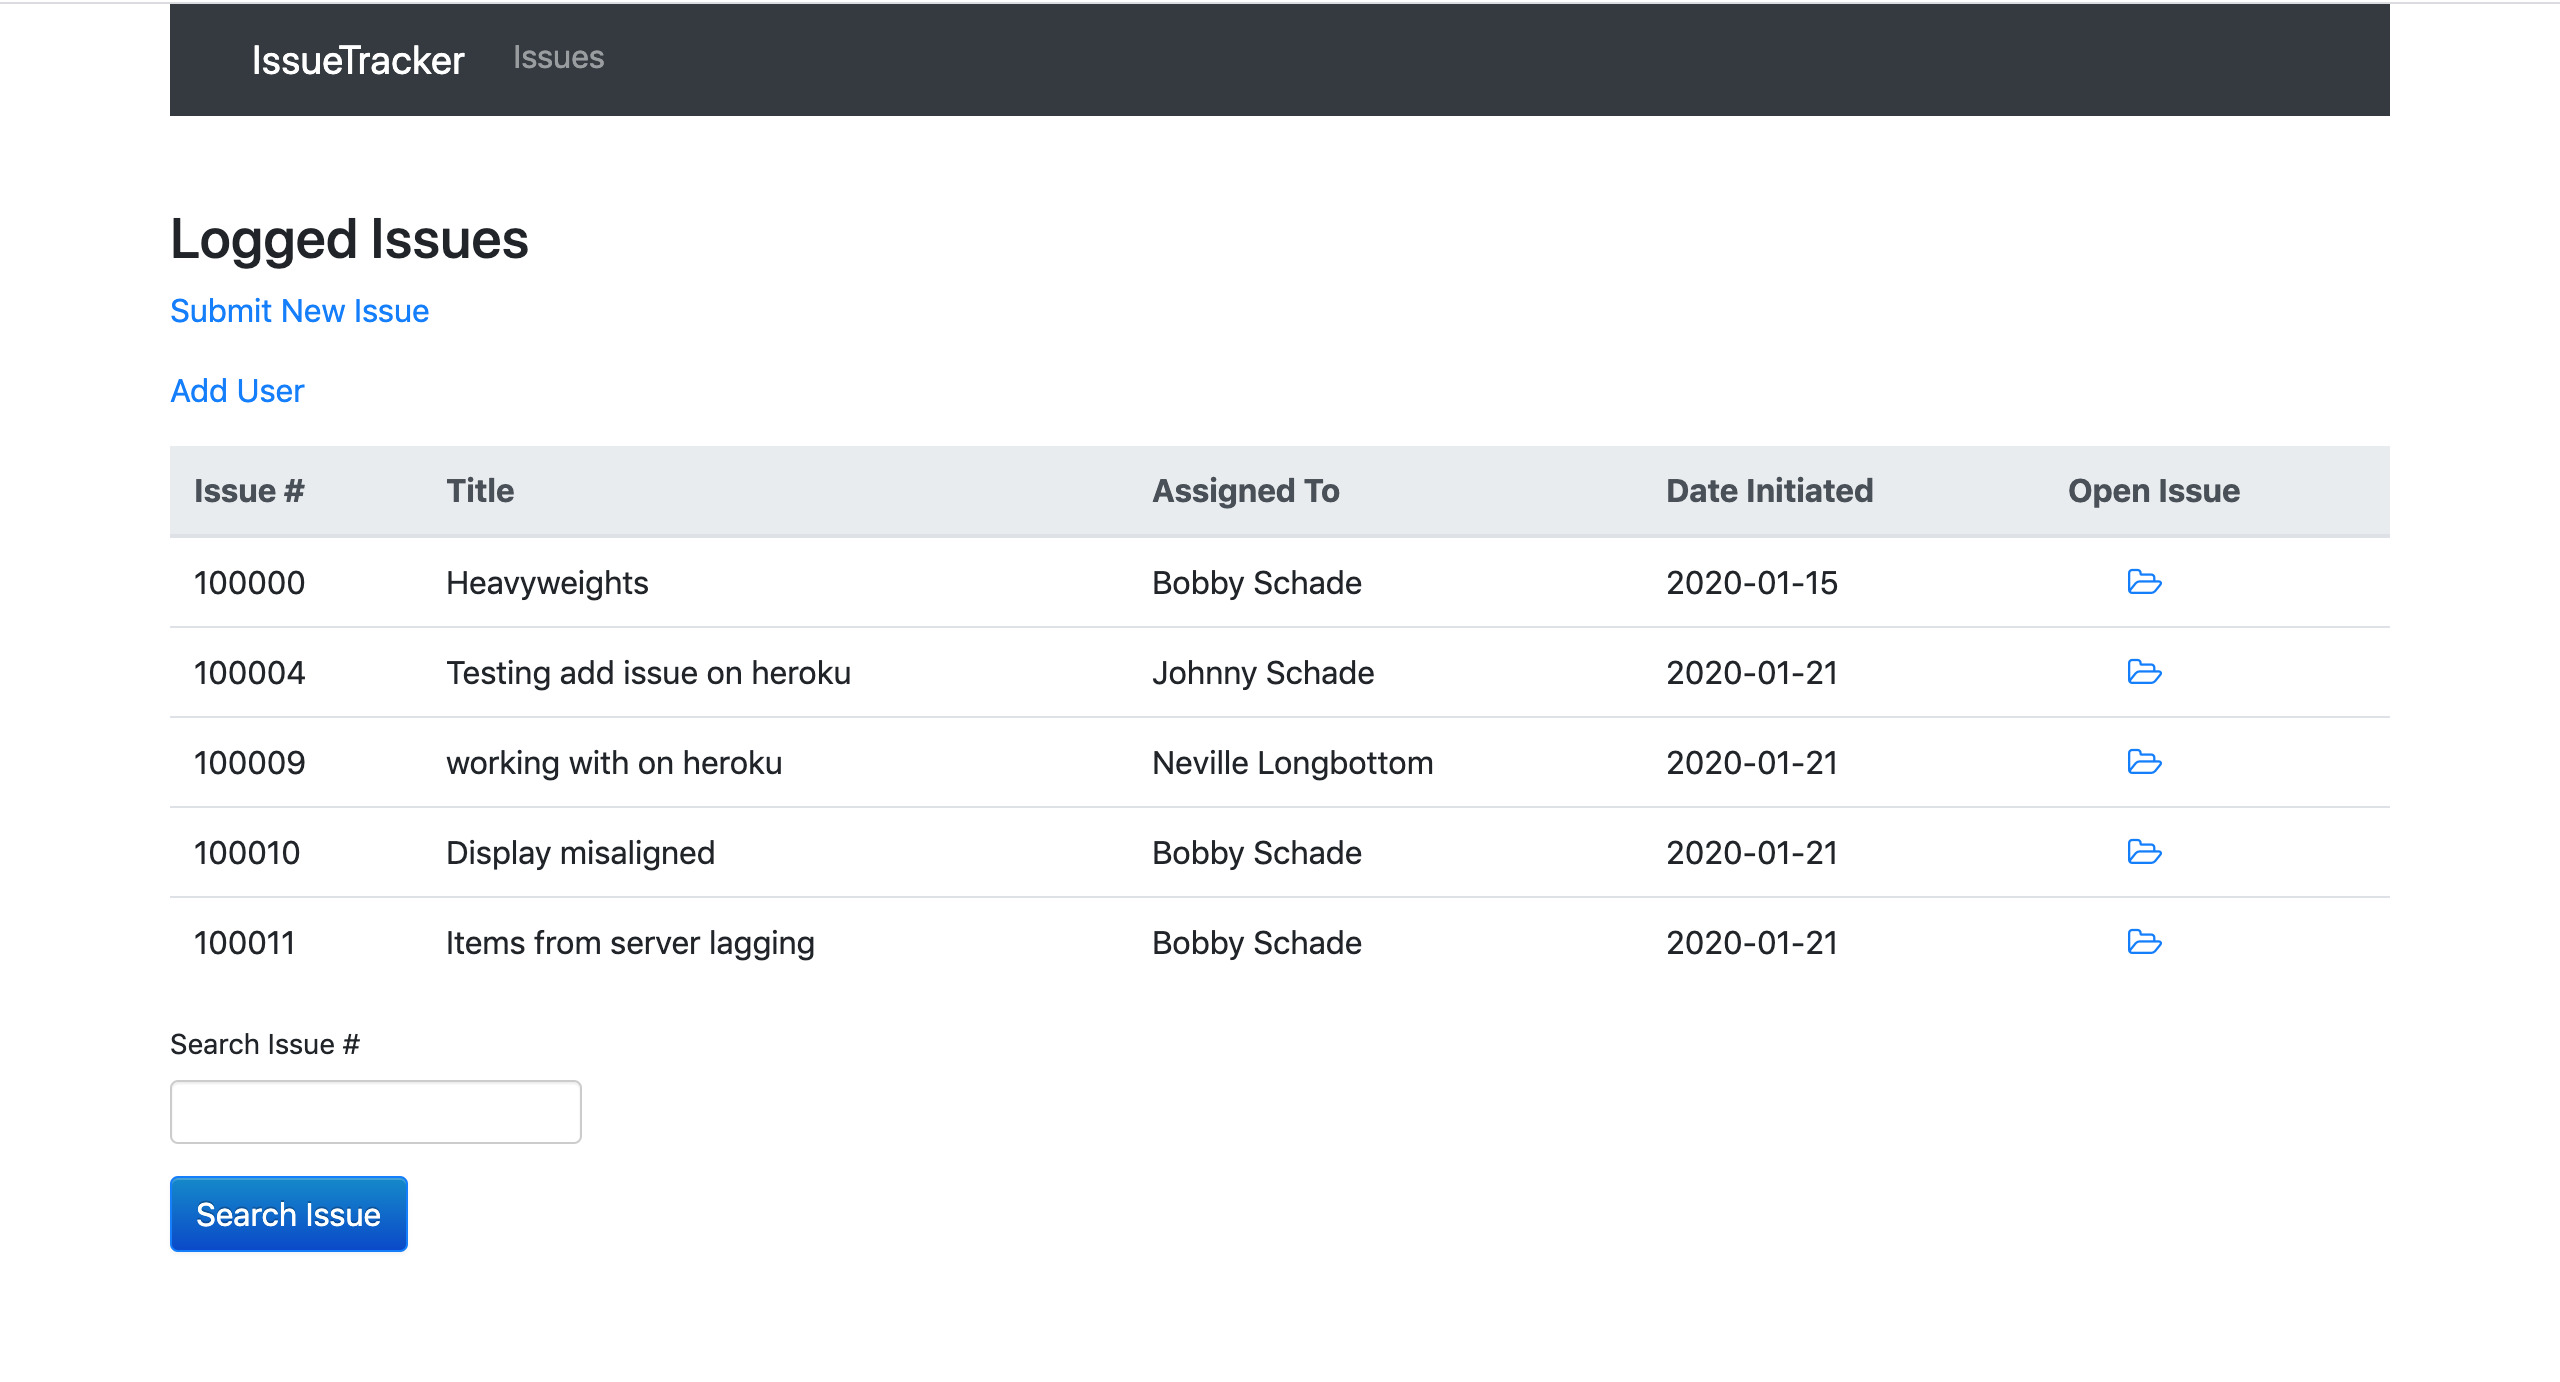 IssueTracker Issues
Logged Issues
Submit New Issue
Add User
Issue # Title Assigned To Date Initiated Open Issue
100000 Heavyweights Bobby Schade 2020-01-15
100004 Testing add issue on heroku Johnny Schade 2020-01-21
100009 working with on heroku Neville Longbottom 2020-01-21
100010 Display misaligned Bobby Schade 2020-01-21
100011 Items from server lagging Bobby Schade 2020-01-21
Search Issue #
Search Issue